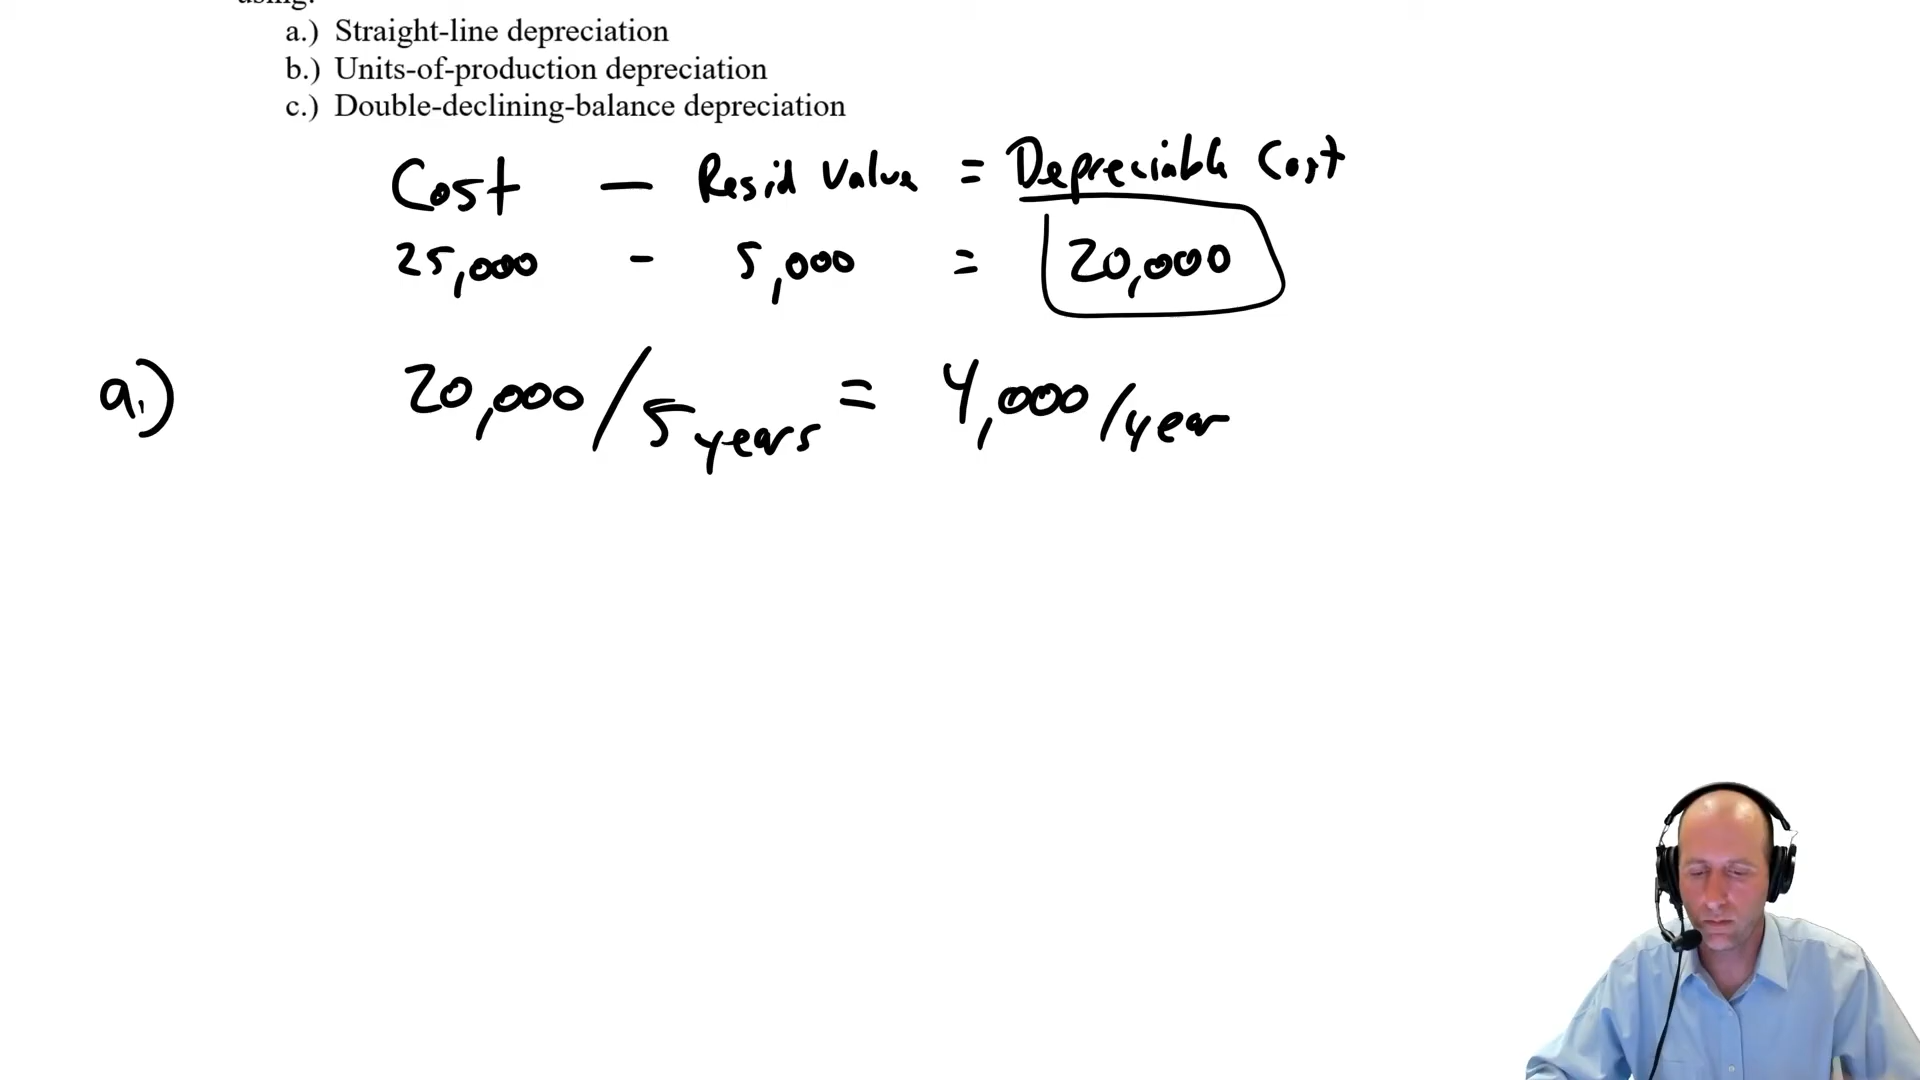 using:
a.) Straight-line depreciation
b.) Units-of-production depreciation
c.) Double-declining-balance depreciation
Cost - Resid Value = Depreciable Cost
25,000 - 5,000 = 20,000
a.) 20,000 / 5 years = 4,000 / year